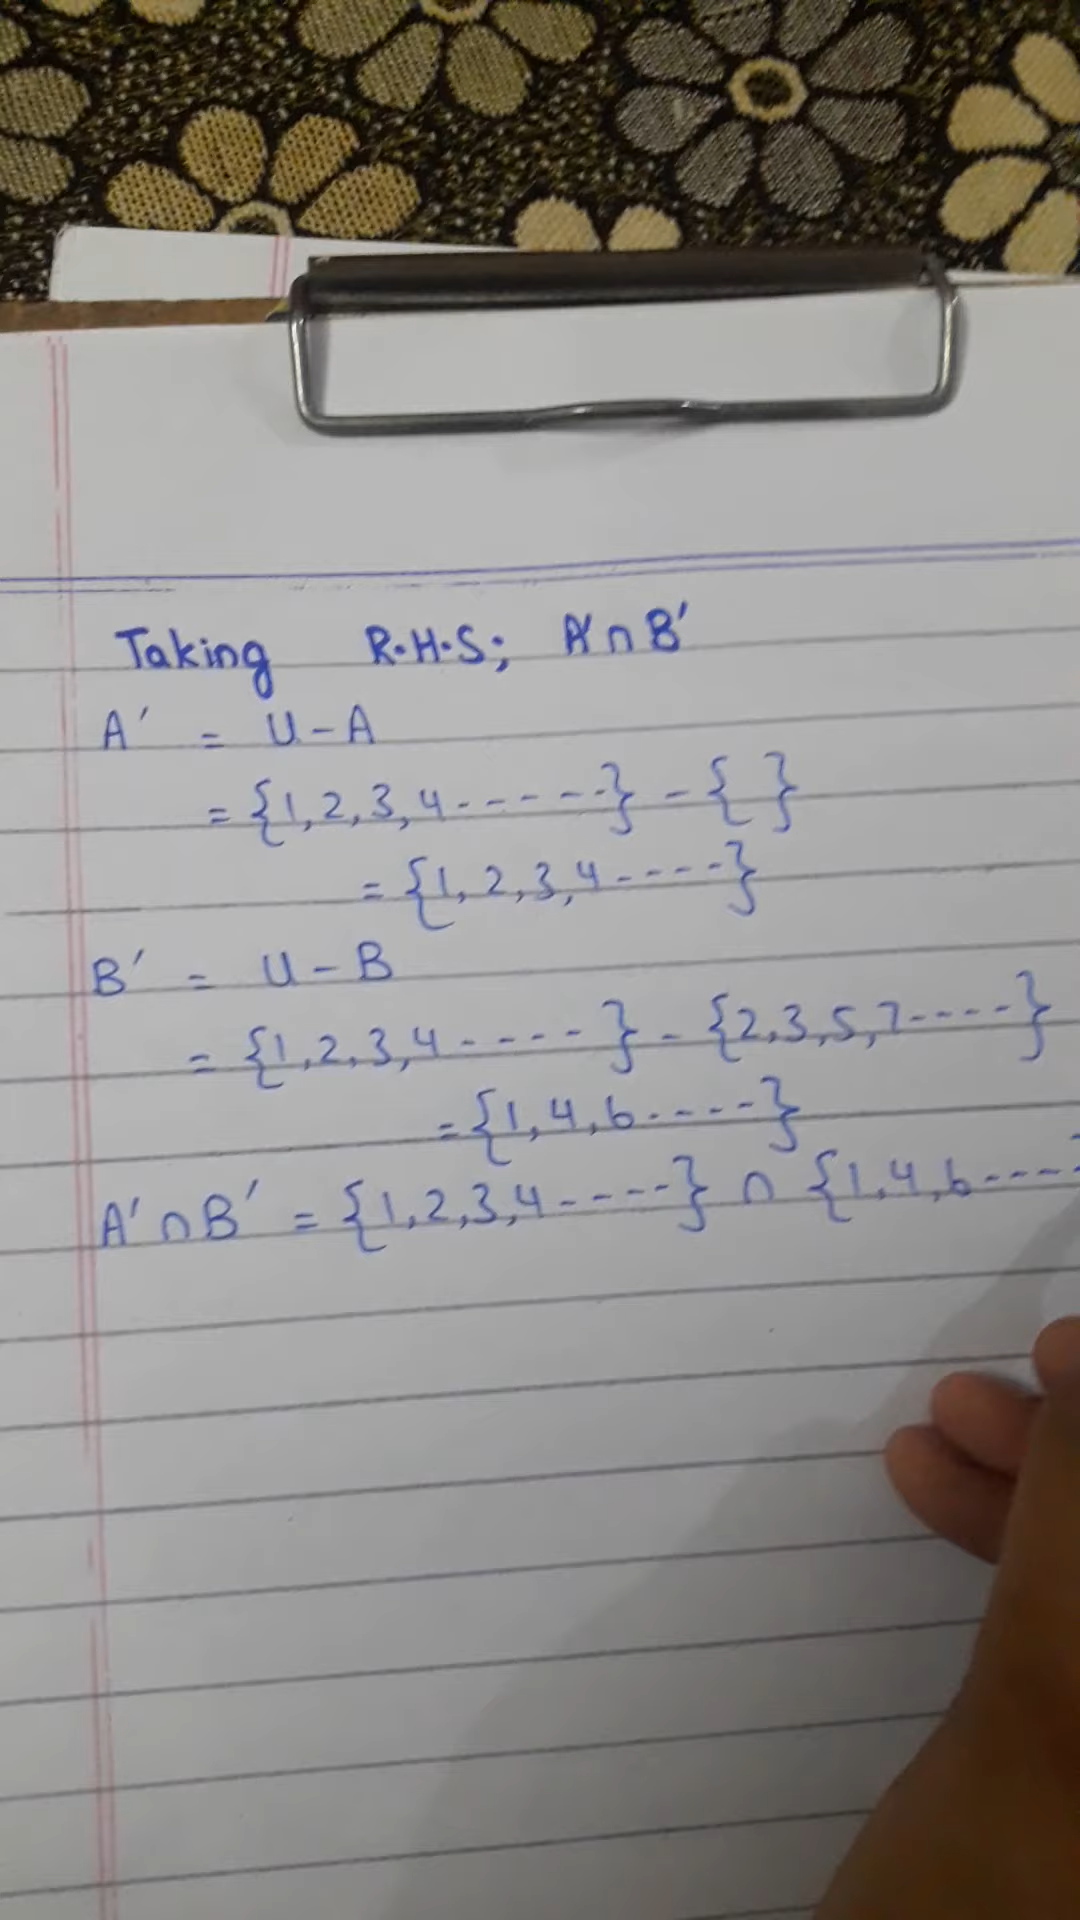 Taking R.H.S; A'∩B'
A' = U-A
= {1,2,3,4-----} - { }
= {1,2,3,4----}
B' = U-B
= {1,2,3,4-----} - {2,3,5,7----}
= {1,4,6----}
A'∩B' = {1,2,3,4----} ∩ {1,4,6----}